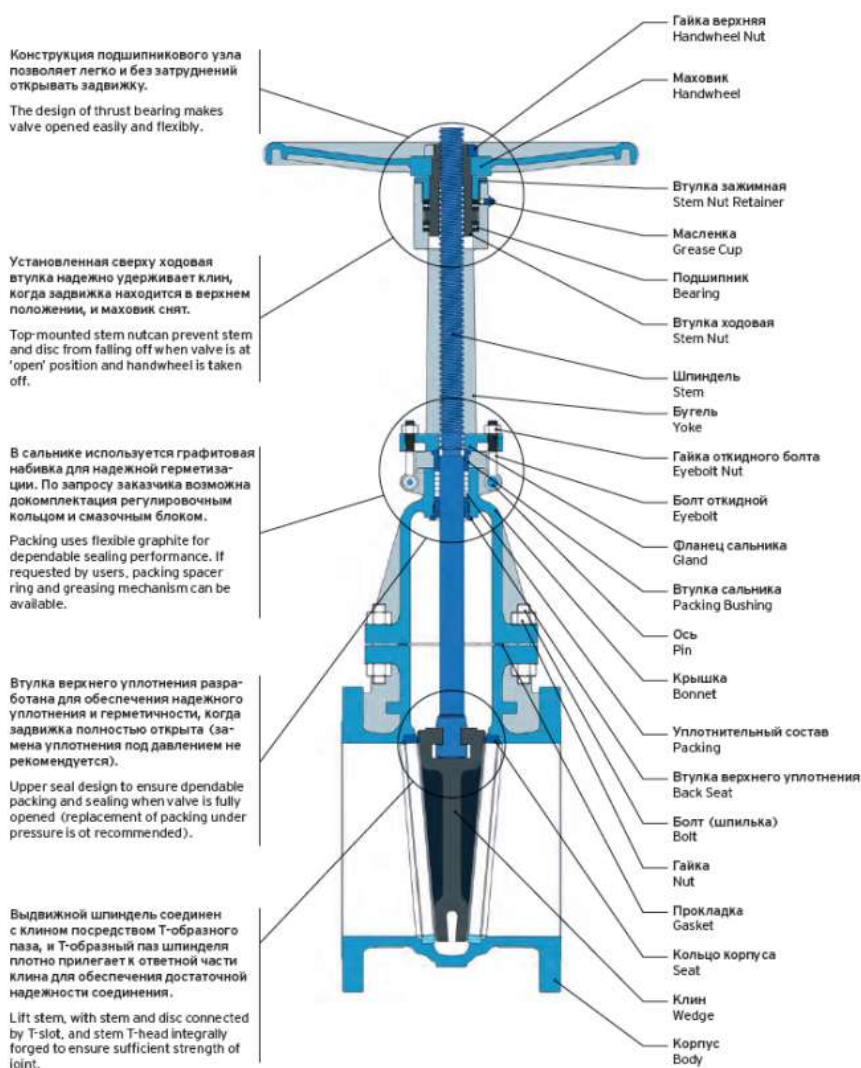 Конструкция подшипникового узла
позволяет легко и без затруднений
открывать задвижку.
The design of thrust bearing makes
valve opened easily and flexibly.
Установленная сверху ходовая
втулка надежно удерживает клин,
когда задвижка находится в верхнем
положении, и маховик снят.
Top-mounted stem nutcan prevent stem
and disc from falling off when valve is at
'open' position and handwheel is taken
off.
В сальнике используется графитовая
набивка для надежной герметиза-
ции. По запросу заказчика возможна
докомплектация регулировочным
кольцом и смазочным блоком.
Packing uses flexible graphite for
dependable sealing performance. If
requested by users, packing spacer
ring and greasing mechanism can be
available.
Втулка верхнего уплотнения разра-
ботана для обеспечения надежного
уплотнения и герметичности, когда
задвижка полностью открыта (за-
мена уплотнения под давлением не
рекомендуется).
Upper seal design to ensure dpendable
packing and sealing when valve is fully
opened (replacement of packing under
pressure is ot recommended).
Выдвижной шпиндель соединен
с клином посредством Т-образного
паза, и Т-образный паз шпинделя
плотно прилегает к ответной части
клина для обеспечения достаточной
надежности соединения.
Lift stem, with stem and disc connected
by T-slot, and stem T-head integrally
forged to ensure sufficient strength of
joint.
Гайка верхняя
Handwheel Nut
Маховик
Handwheel
Втулка зажимная
Stem Nut Retainer
Масленка
Grease Cup
Подшипник
Bearing
Втулка ходовая
Stem Nut
Шпиндель
Stem
Бугель
Yoke
Гайка откидного болта
Eyebolt Nut
Болт откидной
Eyebolt
Фланец сальника
Gland
Втулка сальника
Packing Bushing
Ось
Pin
Крышка
Bonnet
Уплотнительный состав
Packing
Втулка верхнего уплотнения
Back Seat
Болт (шпилька)
Bolt
Гайка
Nut
Прокладка
Gasket
Кольцо корпуса
Seat
Клин
Wedge
Корпус
Body